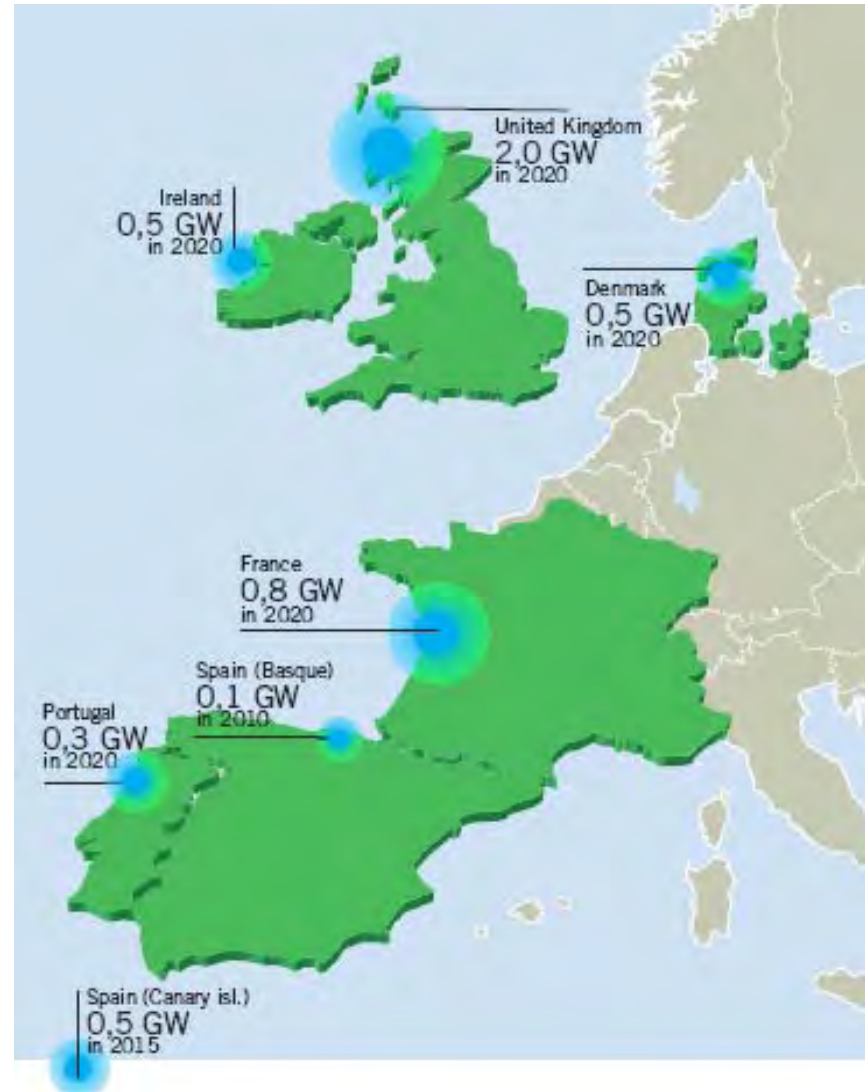 United Kingdom
2,0 GW
in 2020
Ireland
0,5 GW
in 2020
Denmark
0,5 GW
in 2020
France
0,8 GW
in 2020
Spain (Basque)
0,1 GW
in 2010
Portugal
0,3 GW
in 2020
Spain (Canary isl.)
0,5 GW
in 2015